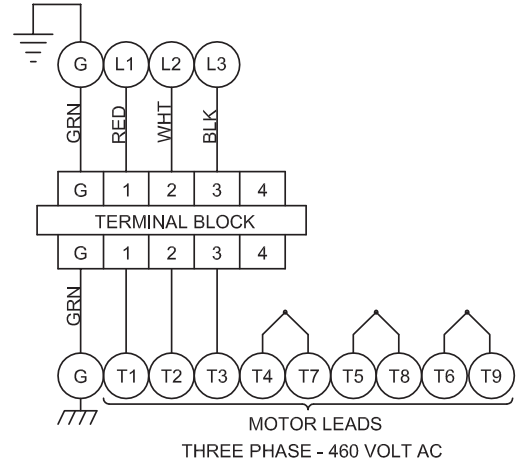 G L1 L2 L3
GRN RED WHT BLK
G 1 2 3 4
TERMINAL BLOCK
G 1 2 3 4
GRN
G T1 T2 T3 T4 T7 T5 T8 T6 T9
MOTOR LEADS
THREE PHASE - 460 VOLT AC